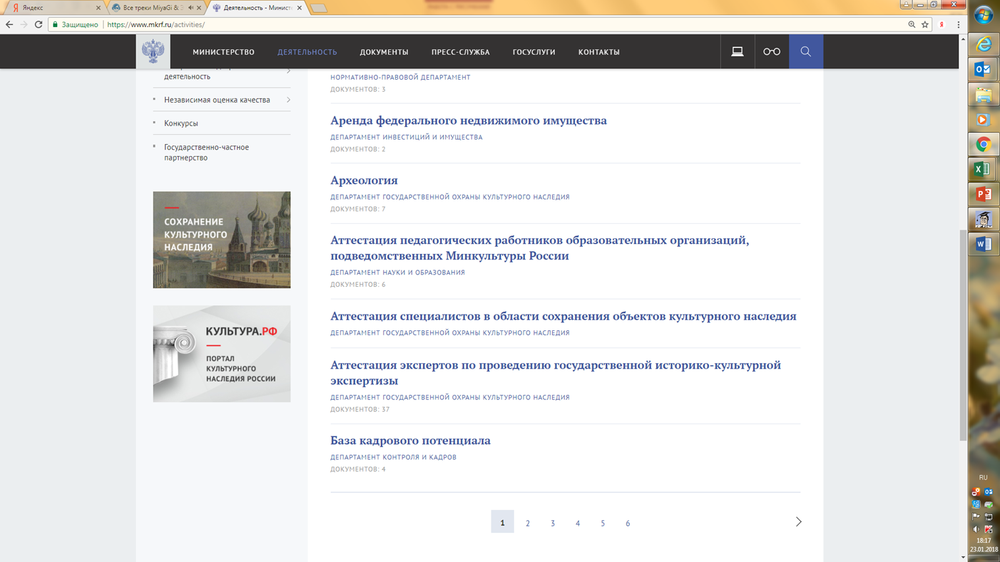 Яндекс
Все треки MiyaGi & Э
Деятельность - Министе
Защищено
https://www.mkrf.ru/activities/
МИНИСТЕРСТВО
ДЕЯТЕЛЬНОСТЬ
ДОКУМЕНТЫ
ПРЕСС-СЛУЖБА
ГОСУСЛУГИ
КОНТАКТЫ
деятельность
Независимая оценка качества
Конкурсы
Государственно-частное
партнерство
СОХРАНЕНИЕ
КУЛЬТУРНОГО
НАСЛЕДИЯ
КУЛЬТУРА.РФ
ПОРТАЛ
КУЛЬТУРНОГО
НАСЛЕДИЯ РОССИИ
НОРМАТИВНО-ПРАВОВОЙ ДЕПАРТАМЕНТ
ДОКУМЕНТОВ: 3
Аренда федерального недвижимого имущества
ДЕПАРТАМЕНТ ИНВЕСТИЦИЙ И ИМУЩЕСТВА
ДОКУМЕНТОВ: 2
Археология
ДЕПАРТАМЕНТ ГОСУДАРСТВЕННОЙ ОХРАНЫ КУЛЬТУРНОГО НАСЛЕДИЯ
ДОКУМЕНТОВ: 7
Аттестация педагогических работников образовательных организаций,
подведомственных Минкультуры России
ДЕПАРТАМЕНТ НАУКИ И ОБРАЗОВАНИЯ
ДОКУМЕНТОВ: 6
Аттестация специалистов в области сохранения объектов культурного наследия
ДЕПАРТАМЕНТ ГОСУДАРСТВЕННОЙ ОХРАНЫ КУЛЬТУРНОГО НАСЛЕДИЯ
Аттестация экспертов по проведению государственной историко-культурной
экспертизы
ДЕПАРТАМЕНТ ГОСУДАРСТВЕННОЙ ОХРАНЫ КУЛЬТУРНОГО НАСЛЕДИЯ
ДОКУМЕНТОВ: 37
База кадрового потенциала
ДЕПАРТАМЕНТ КОНТРОЛЯ И КАДРОВ
ДОКУМЕНТОВ: 4
1 2 3 4 5 6
RU
18:17
23.01.2018